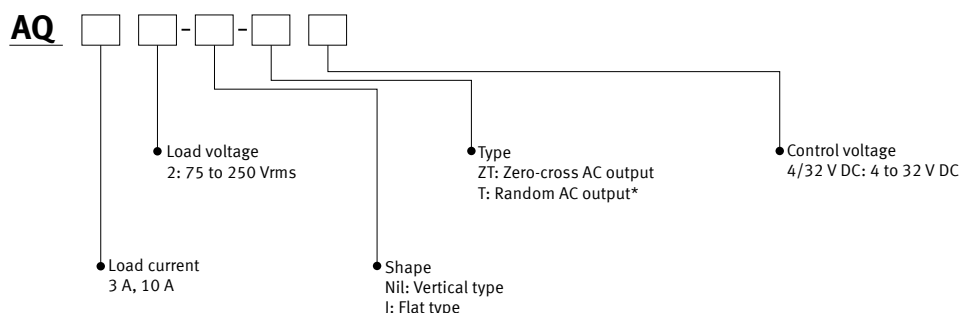 AQ - -
Load voltage
2: 75 to 250 Vrms
Type
ZT: Zero-cross AC output
T: Random AC output*
Control voltage
4/32 V DC: 4 to 32 V DC
Load current
3 A, 10 A
Shape
Nil: Vertical type
J: Flat type